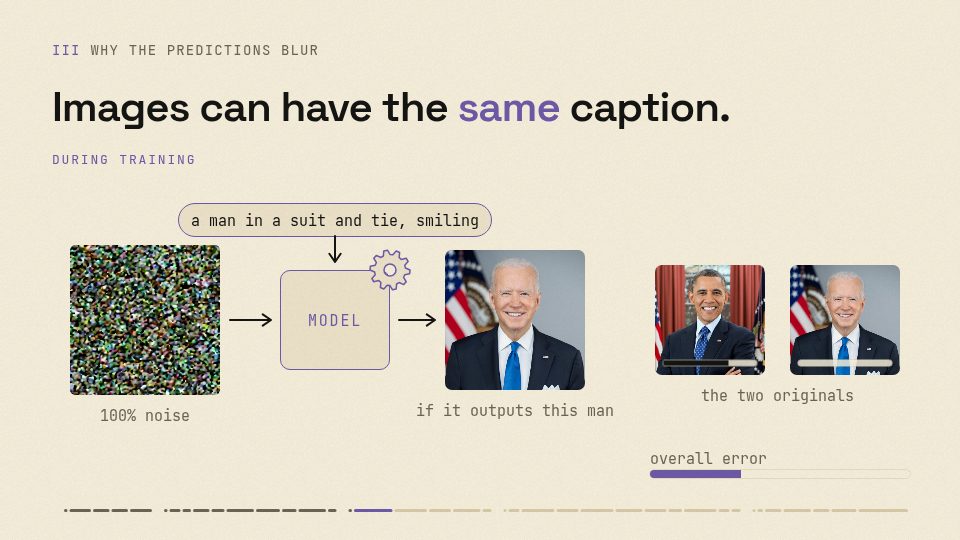 III WHY THE PREDICTIONS BLUR
Images can have the same caption.
DURING TRAINING
a man in a suit and tie, smiling
MODEL
100% noise
if it outputs this man
the two originals
overall error